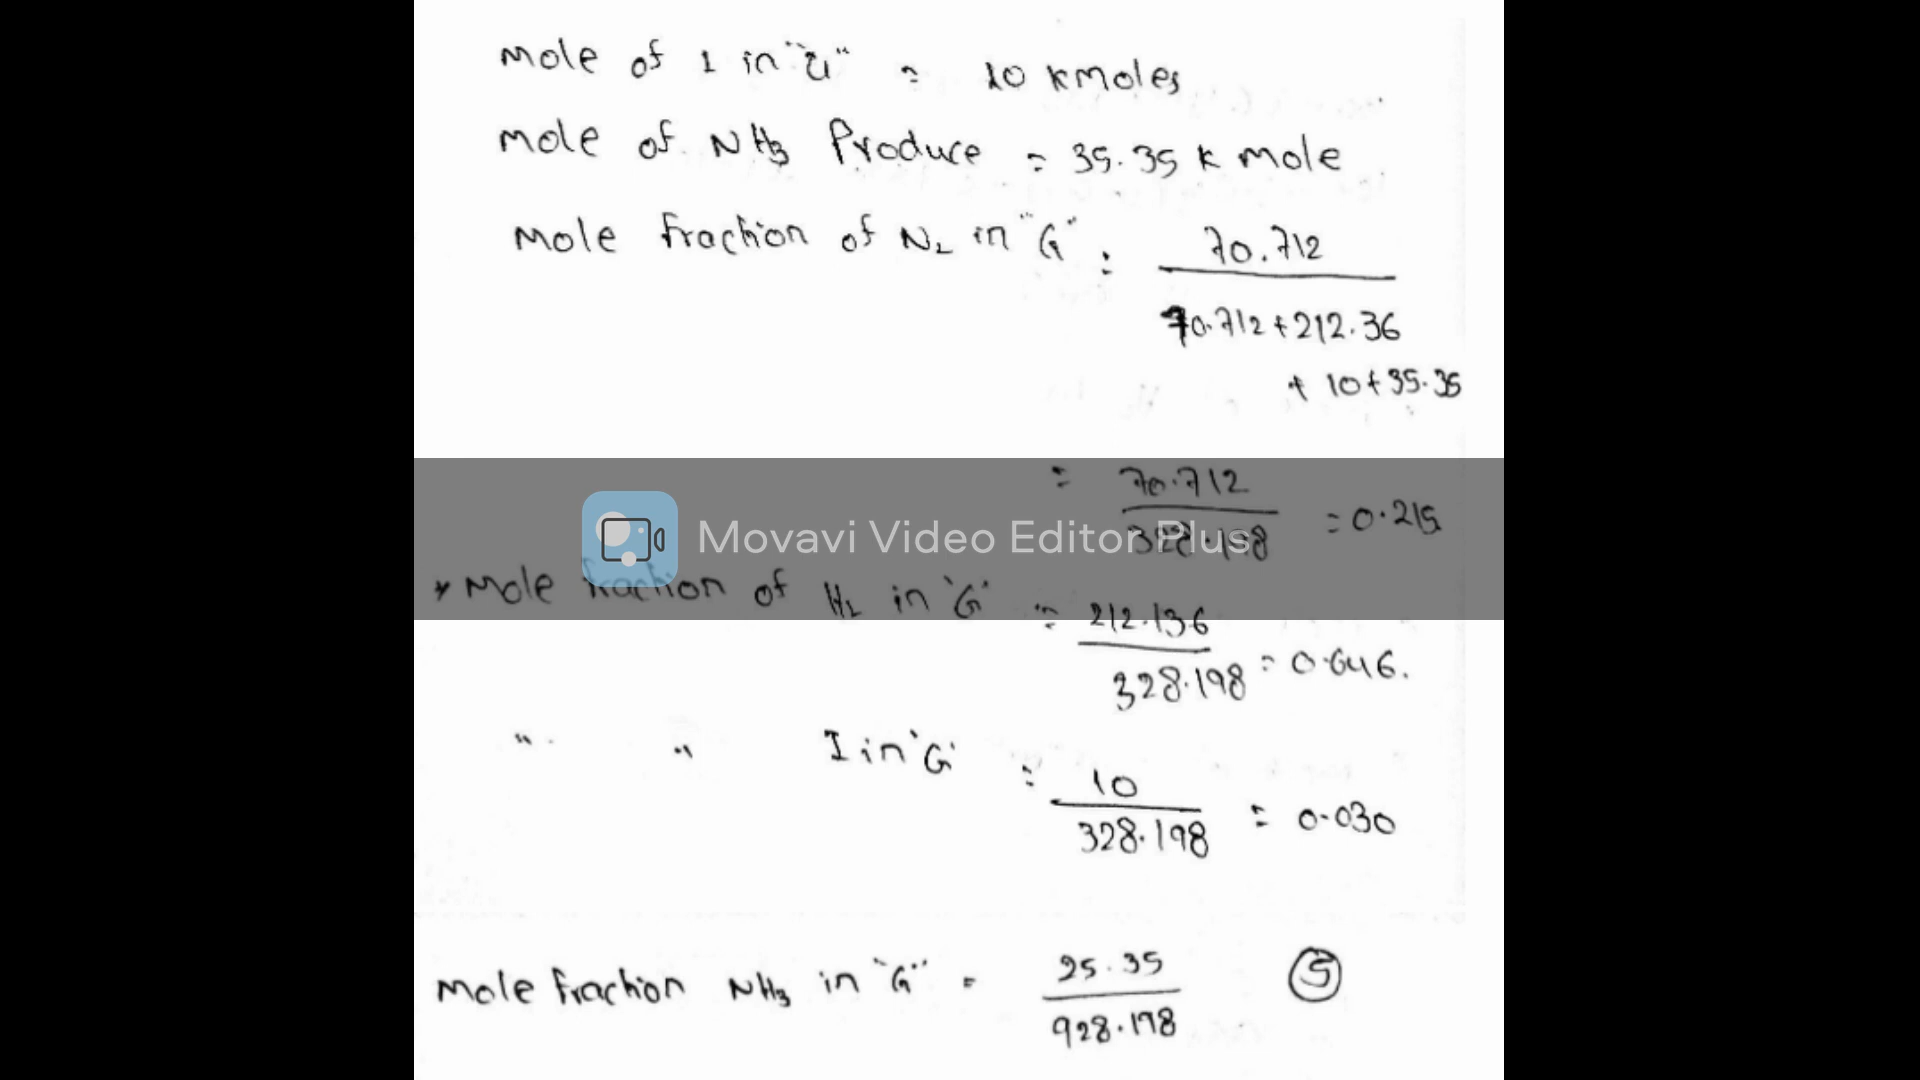 Mole of I in "G" = 10 kmoles
Mole of NH3 Produce = 35.35 k mole
Mole fraction of N2 in "G" = 70.712
70.712 + 212.36
+ 10 + 35.35
= 70.712
328.198 = 0.215
Movavi Video Editor Plus
* Mole fraction of H2 in 'G' = 212.136
328.198 = 0.646.
" " I in 'G' = 10
328.198 = 0.030
Mole fraction NH3 in "G" = 35.35 (5)
328.198